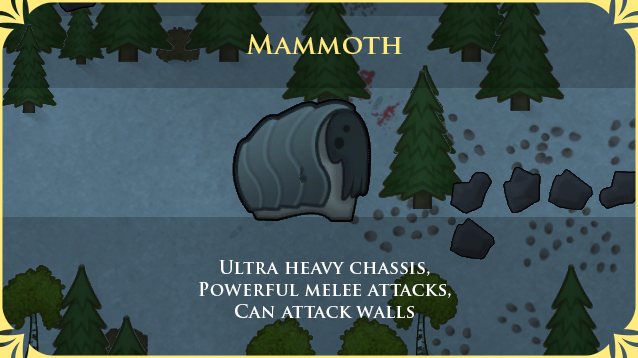 Mammoth
Ultra heavy chassis,
Powerful melee attacks,
Can attack walls